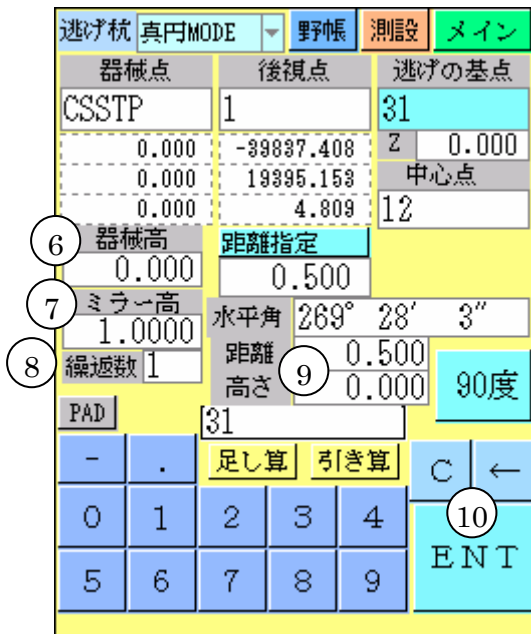 逃げ杭 真円MODE 野帳 測設 メイン
器械点 後視点 逃げの基点
CSSTP 1 31
0.000 -39837.408 Z 0.000
0.000 19395.153 中心点
0.000 4.809 12
⑥ 器械高 距離指定
0.000 0.500
⑦ ミラー高 水平角 269° 28′ 3″
1.0000 距離 0.500
⑧ 繰返数 1 ⑨ 高さ 0.000 90度
PAD 31
- . 足し算 引き算 C ←
0 1 2 3 4 ⑩
5 6 7 8 9 ENT